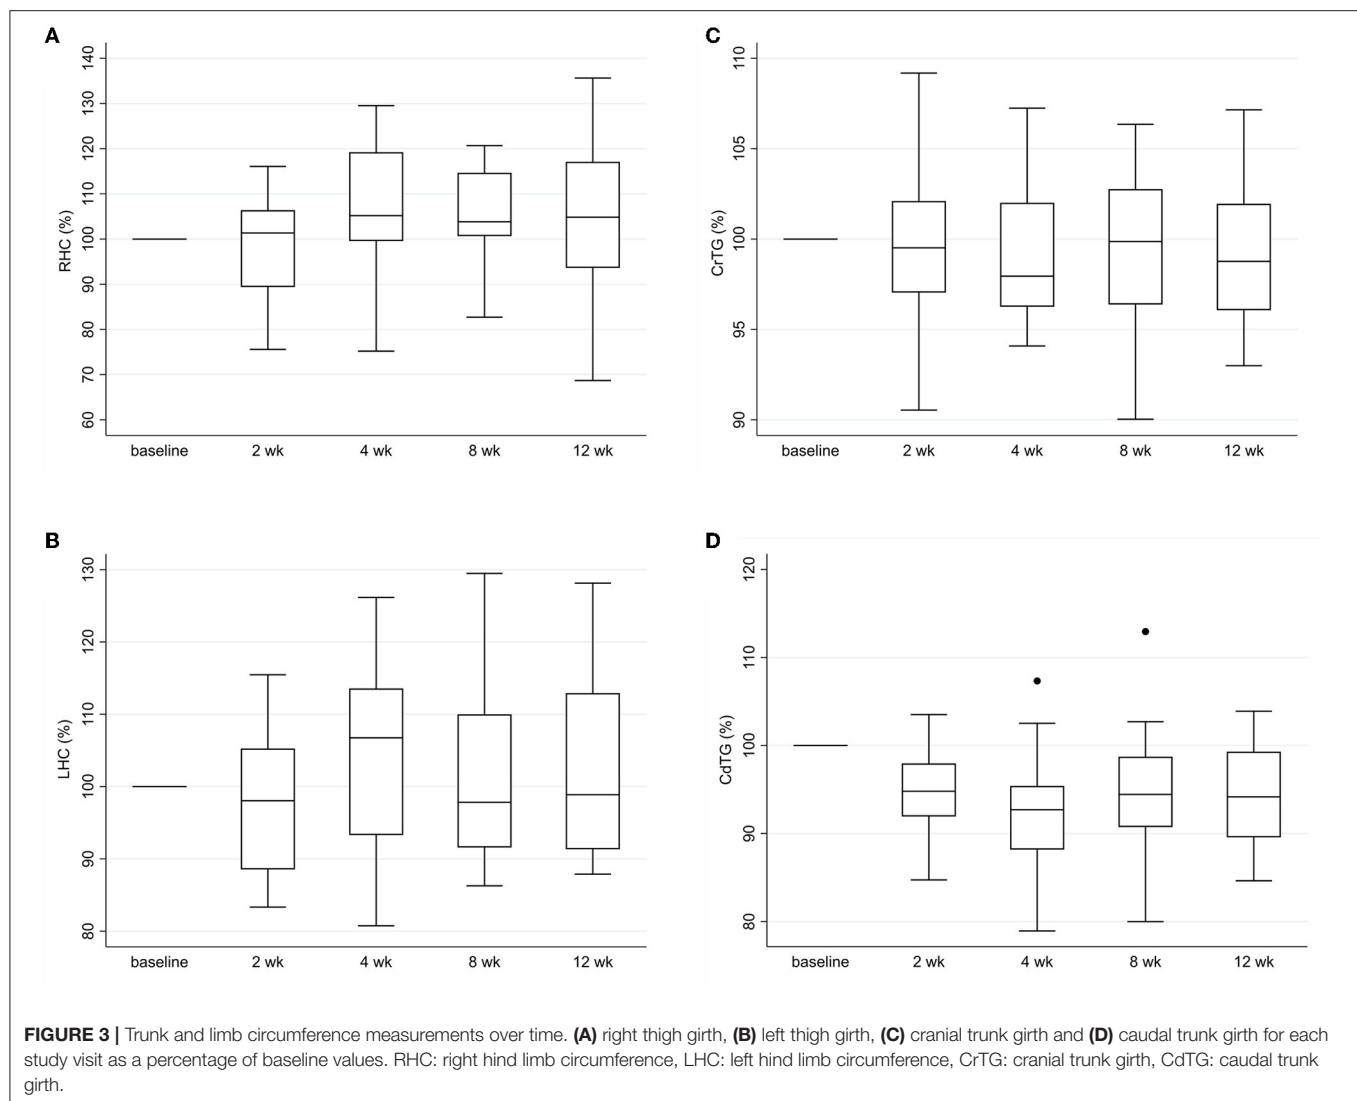 A
140
130
120
110
100
90
80
70
60
RHC (%)
baseline 2 wk 4 wk 8 wk 12 wk
C
110
105
100
95
90
CrTG (%)
baseline 2 wk 4 wk 8 wk 12 wk
B
130
120
110
100
90
80
LHC (%)
baseline 2 wk 4 wk 8 wk 12 wk
D
120
110
100
90
80
CdTG (%)
baseline 2 wk 4 wk 8 wk 12 wk
FIGURE 3 | Trunk and limb circumference measurements over time. (A) right thigh girth, (B) left thigh girth, (C) cranial trunk girth and (D) caudal trunk girth for each
study visit as a percentage of baseline values. RHC: right hind limb circumference, LHC: left hind limb circumference, CrTG: cranial trunk girth, CdTG: caudal trunk
girth.